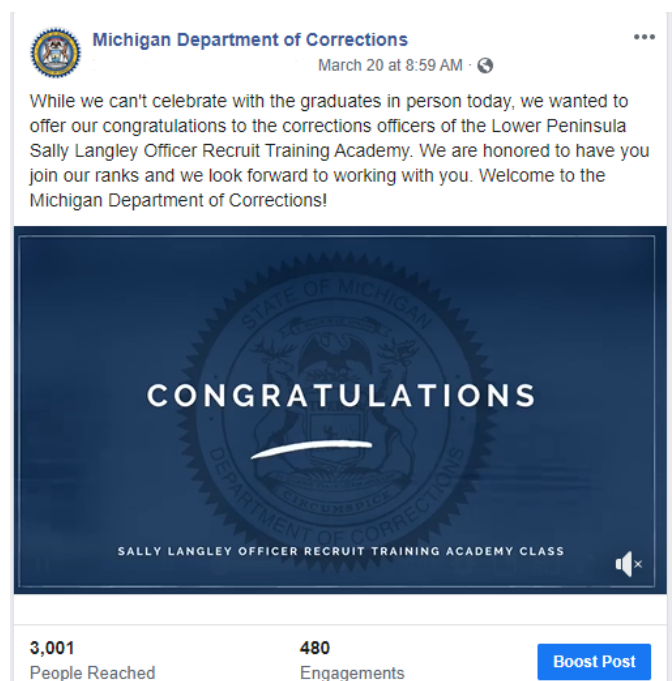 Michigan Department of Corrections
March 20 at 8:59 AM ·
While we can't celebrate with the graduates in person today, we wanted to
offer our congratulations to the corrections officers of the Lower Peninsula
Sally Langley Officer Recruit Training Academy. We are honored to have you
join our ranks and we look forward to working with you. Welcome to the
Michigan Department of Corrections!
STATE OF MICHIGAN
CONGRATULATIONS
CIRCUMSPICE
DEPARTMENT OF CORRECTIONS
SALLY LANGLEY OFFICER RECRUIT TRAINING ACADEMY CLASS
3,001
People Reached
480
Engagements
Boost Post